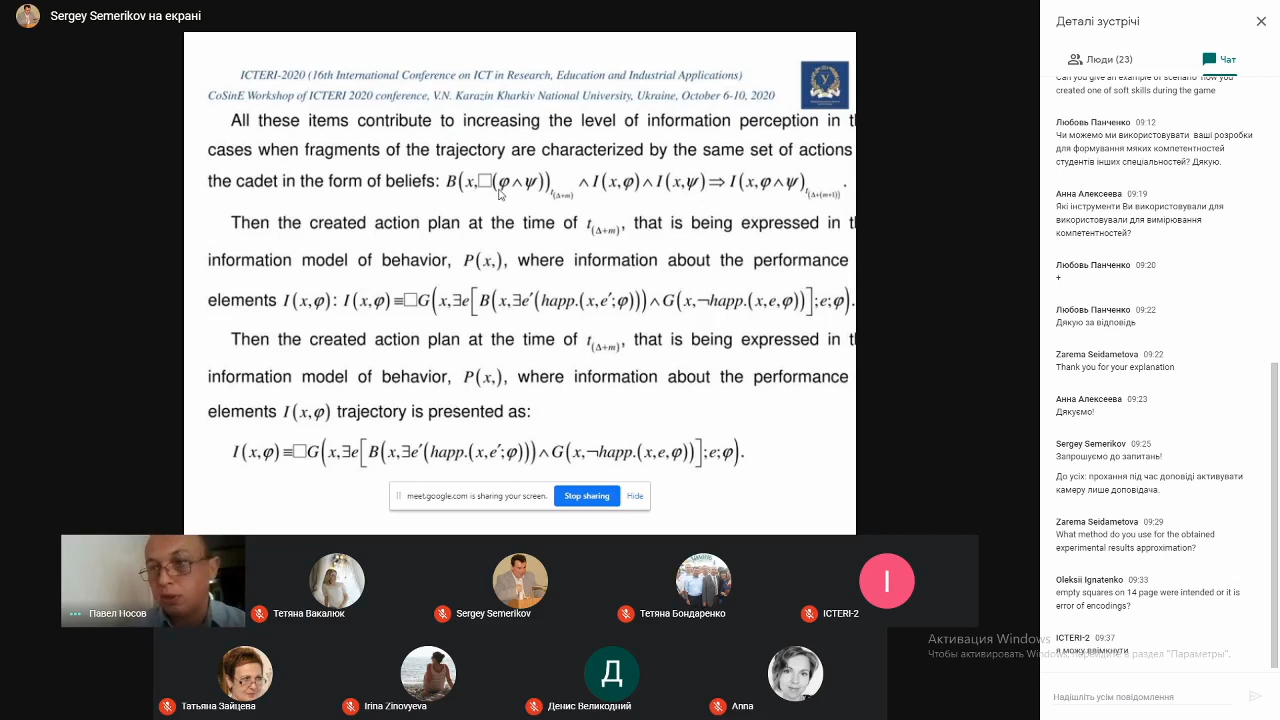 Sergey Semerikov на екрані
ICTERI-2020 (16th International Conference on ICT in Research, Education and Industrial Applications)
CoSinE Workshop of ICTERI 2020 conference, V.N. Karazin Kharkiv National University, Ukraine, October 6-10, 2020
All these items contribute to increasing the level of information perception in th
cases when fragments of the trajectory are characterized by the same set of actions
the cadet in the form of beliefs: B(x,□(φ∧ψ))t(Δ+m) ∧I(x,φ)∧I(x,ψ)⇒I(x,φ∧ψ)t(Δ+(m+1)).
Then the created action plan at the time of t(Δ+m), that is being expressed in th
information model of behavior, P(x,), where information about the performance
elements I(x,φ): I(x,φ)≡□G(x,∃e[B(x,∃e′(happ.(x,e′;φ)))∧G(x,¬happ.(x,e,φ))];e;φ).
Then the created action plan at the time of t(Δ+m), that is being expressed in th
information model of behavior, P(x,), where information about the performance
elements I(x,φ) trajectory is presented as:
I(x,φ)≡□G(x,∃e[B(x,∃e′(happ.(x,e′;φ)))∧G(x,¬happ.(x,e,φ))];e;φ).
meet.google.com is sharing your screen. Stop sharing Hide
Павел Носов
Тетяна Вакалюк
Sergey Semerikov
Тетяна Бондаренко
I
ICTERI-2
Татьяна Зайцева
Irina Zinovyeva
Д
Денис Великодний
Anna
Деталі зустрічі
Люди (23)
Чат
Can you give an example of scenario how you
created one of soft skills during the game
Любовь Панченко 09:12
Чи можемо ми використовувати ваші розробки
для формування мяких компетентностей
студентів інших спеціальностей? Дякую.
Анна Алексеева 09:19
Які інструменти Ви використовували для
використовували для вимірювання
компетентностей?
Любовь Панченко 09:20
+
Любовь Панченко 09:22
Дякую за відповідь
Zarema Seidametova 09:22
Thank you for your explanation
Анна Алексеева 09:23
Дякуємо!
Sergey Semerikov 09:25
Запрошуємо до запитань!
До усіх: прохання під час доповіді активувати
камеру лише доповідача.
Zarema Seidametova 09:29
What method do you use for the obtained
experimental results approximation?
Oleksii Ignatenko 09:33
empty squares on 14 page were intended or it is
error of encodings?
ICTERI-2 09:37
я можу ввімкнути
Активация Windows
Чтобы активировать Windows, перейдите в раздел "Параметры".
Надішліть усім повідомлення